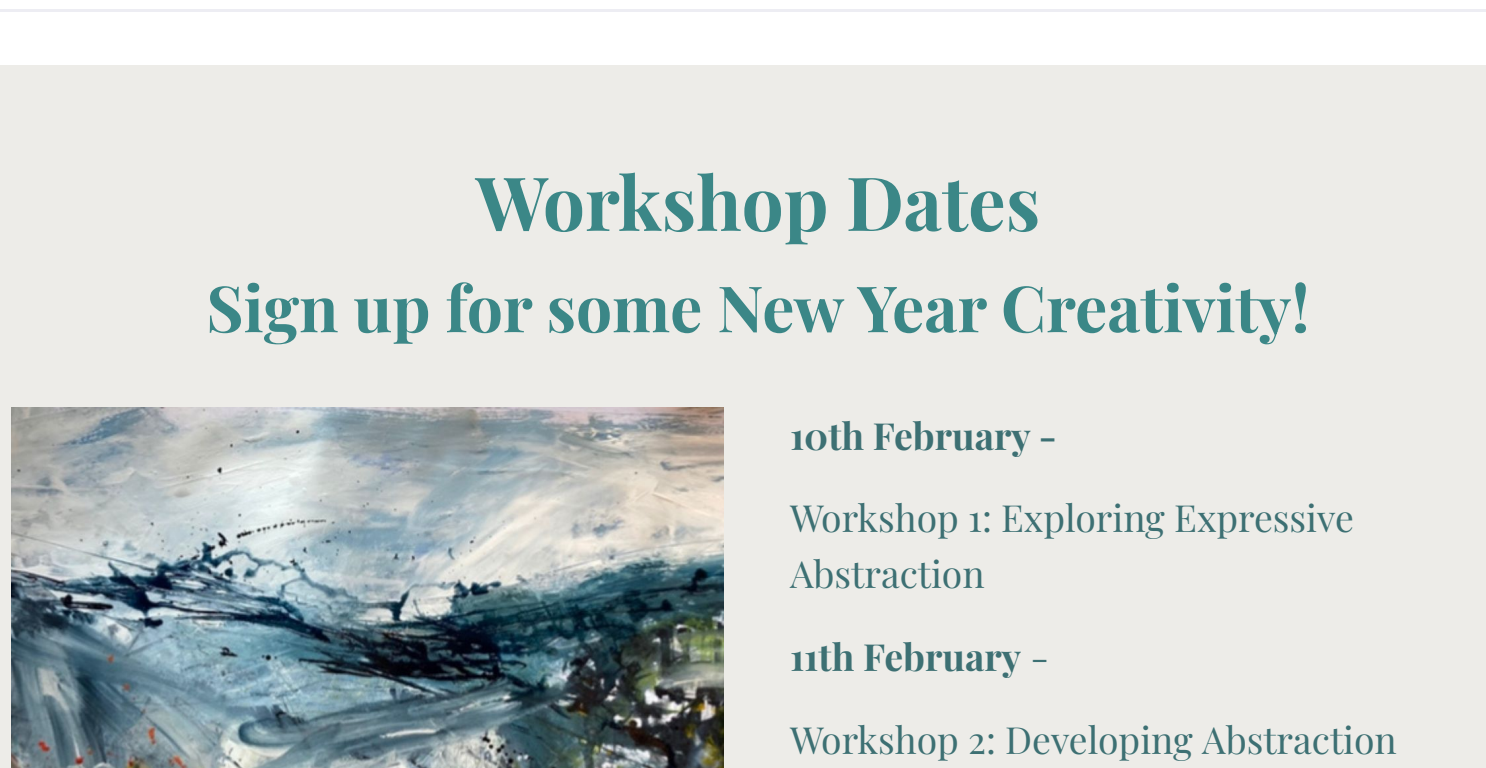 Workshop Dates
Sign up for some New Year Creativity!
10th February -
Workshop 1: Exploring Expressive
Abstraction
11th February -
Workshop 2: Developing Abstraction